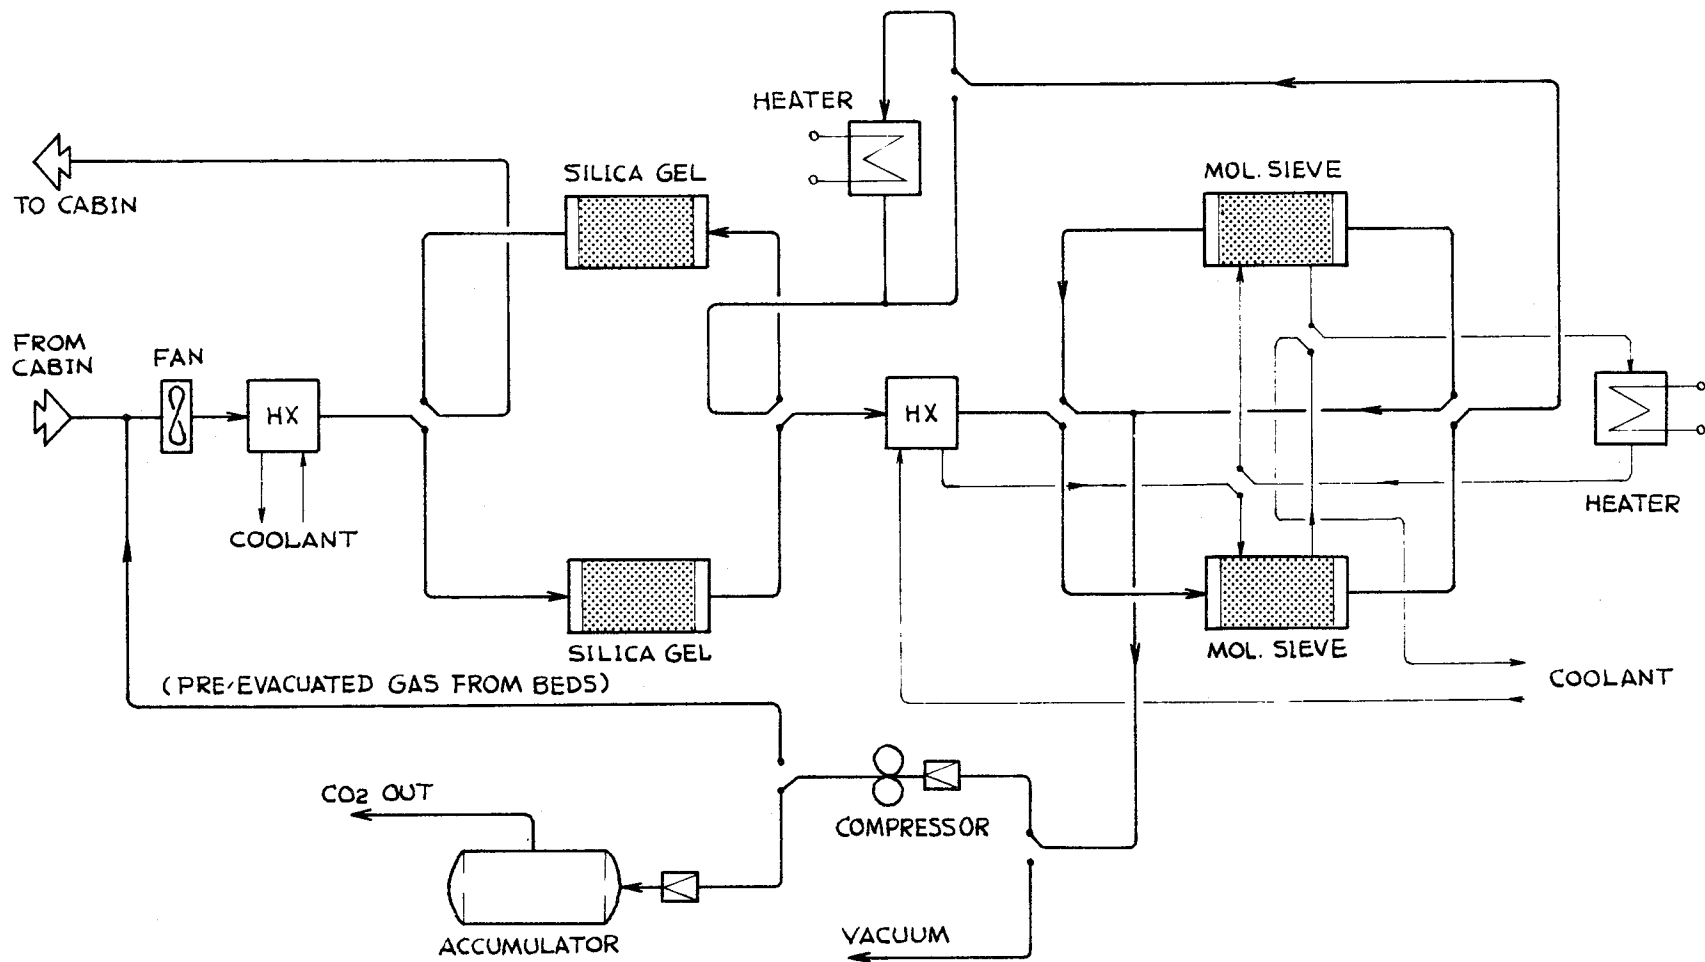 HEATER
SILICA GEL
MOL. SIEVE
TO CABIN
FROM
CABIN
FAN
HX
HX
COOLANT
HEATER
SILICA GEL
MOL. SIEVE
(PRE-EVACUATED GAS FROM BEDS)
COOLANT
CO2 OUT
COMPRESSOR
ACCUMULATOR
VACUUM